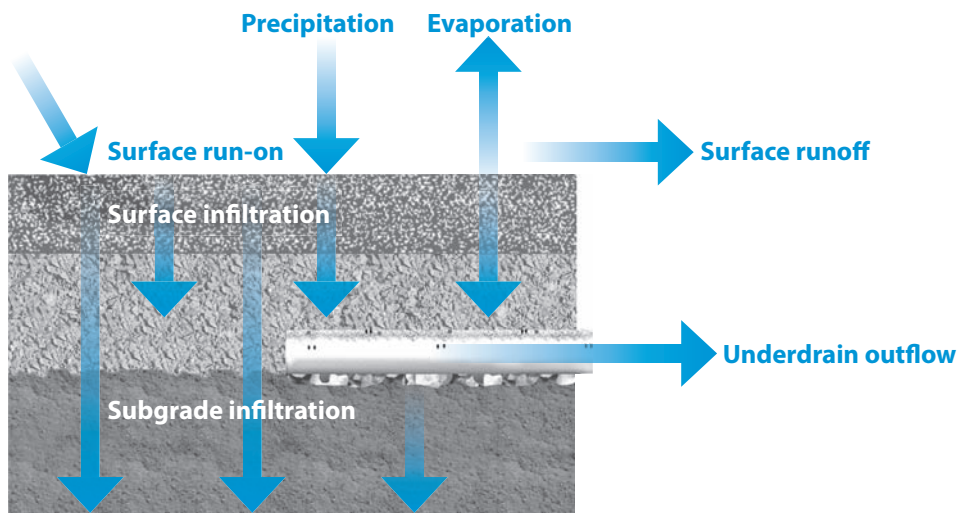 Precipitation
Evaporation
Surface run-on
Surface runoff
Surface infiltration
Underdrain outflow
Subgrade infiltration